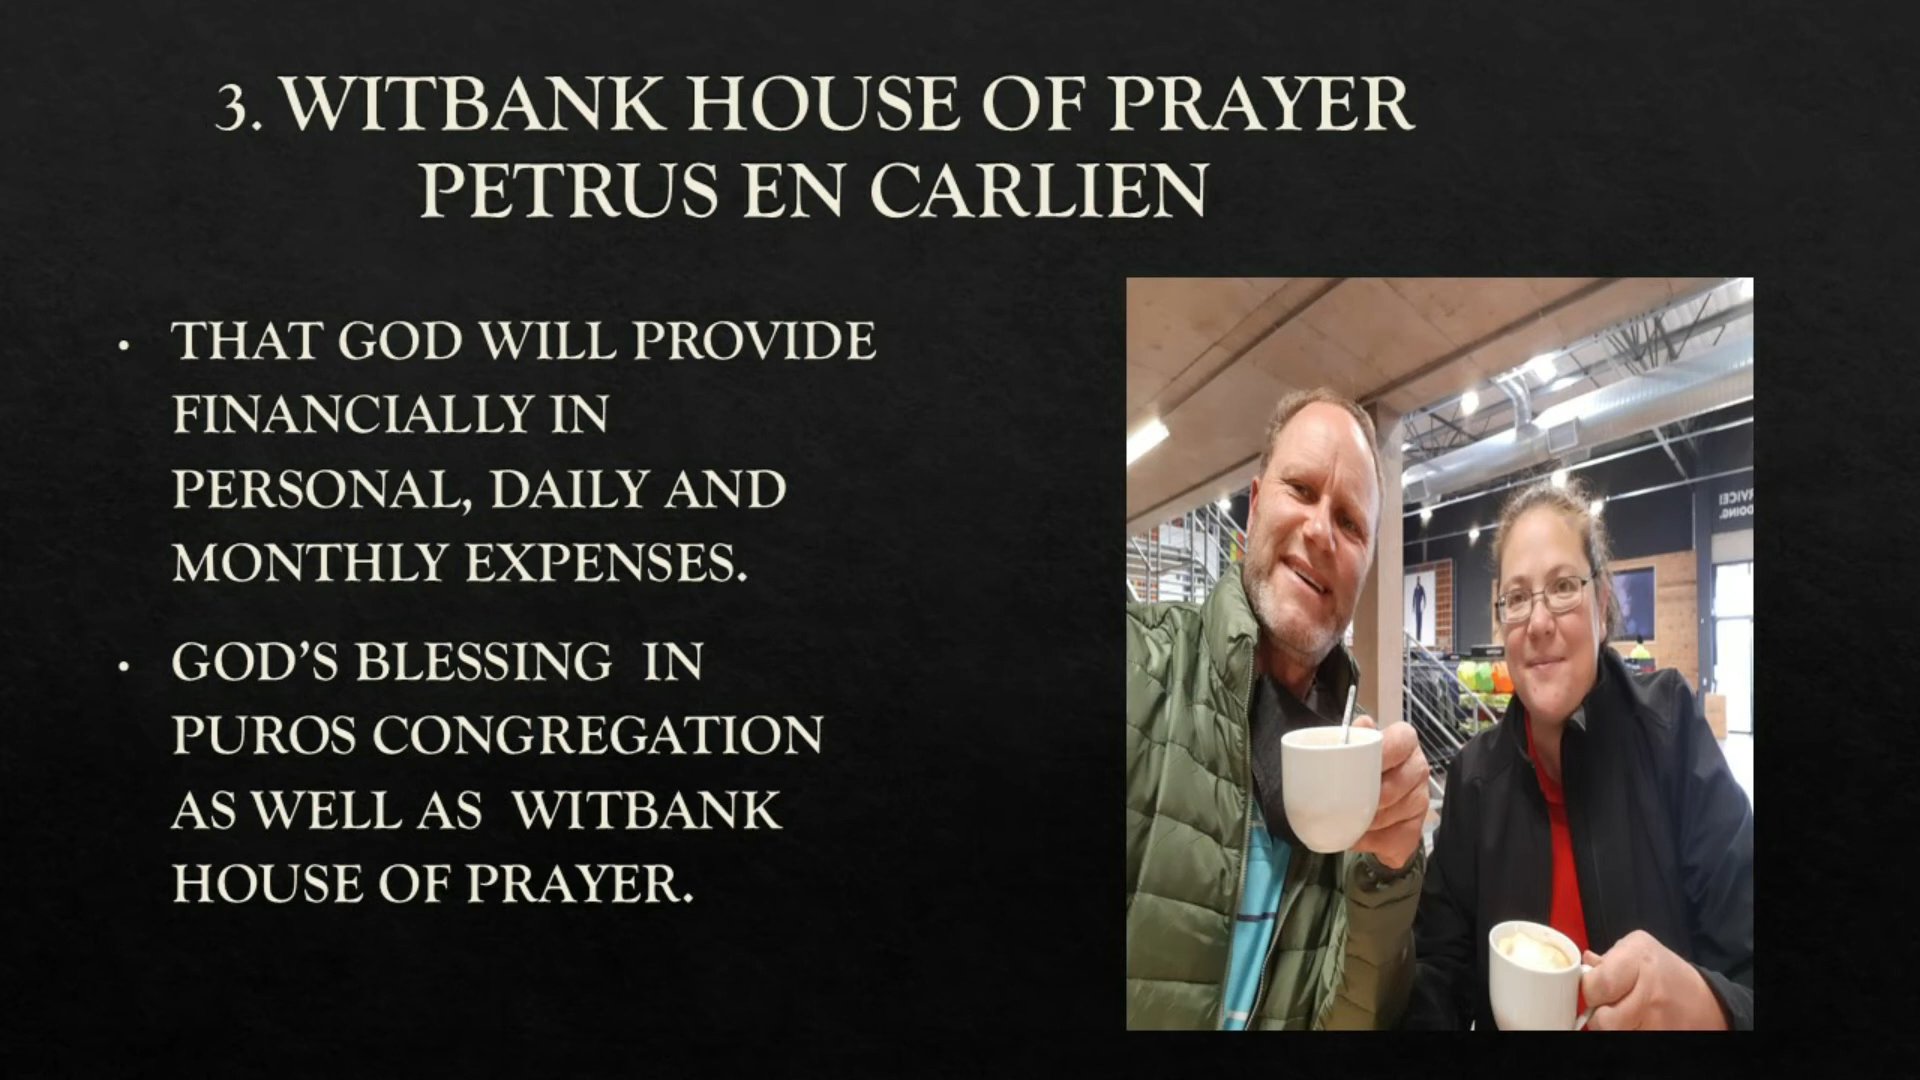 3. WITBANK HOUSE OF PRAYER
PETRUS EN CARLIEN
• THAT GOD WILL PROVIDE
FINANCIALLY IN
PERSONAL, DAILY AND
MONTHLY EXPENSES.
• GOD’S BLESSING IN
PUROS CONGREGATION
AS WELL AS WITBANK
HOUSE OF PRAYER.